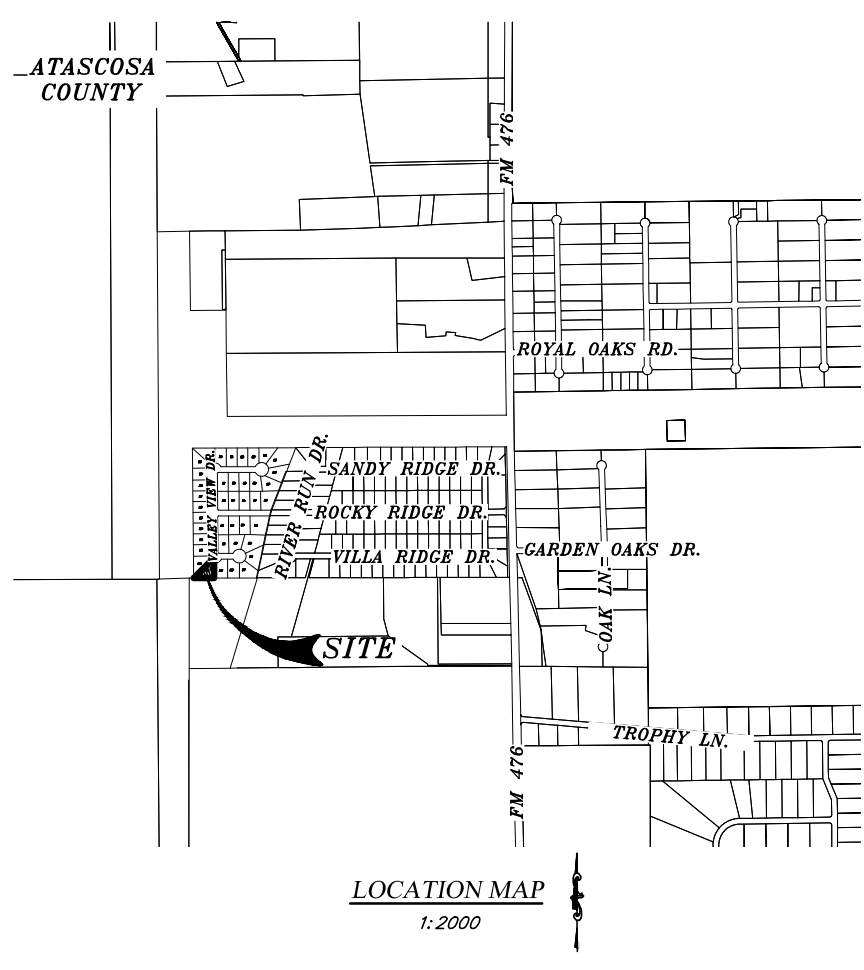 ATASCOSA
COUNTY
FM 476
ROYAL OAKS RD.
RIVER RUN DR.
SANDY RIDGE DR.
VALLEY VIEW DR.
ROCKY RIDGE DR.
VILLA RIDGE DR.
GARDEN OAKS DR.
OAK LN.
SITE
TROPHY LN.
FM 476
LOCATION MAP
1:2000